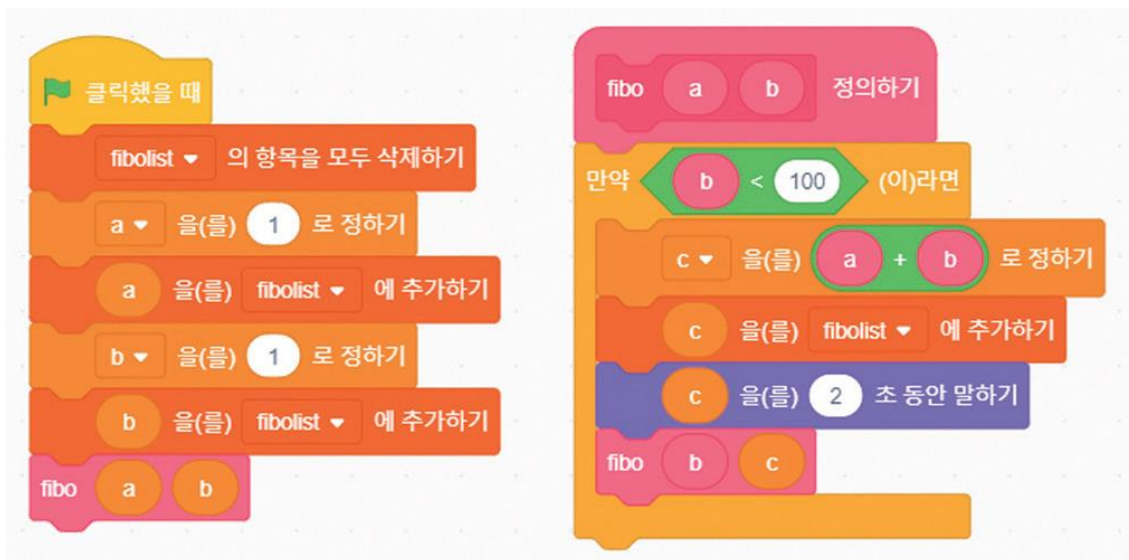 클릭했을 때
fibolist 의 항목을 모두 삭제하기
a 을(를) 1 로 정하기
a 을(를) fibolist 에 추가하기
b 을(를) 1 로 정하기
b 을(를) fibolist 에 추가하기
fibo a b
fibo a b 정의하기
만약 b < 100 (이)라면
c 을(를) a + b 로 정하기
c 을(를) fibolist 에 추가하기
c 을(를) 2 초 동안 말하기
fibo b c